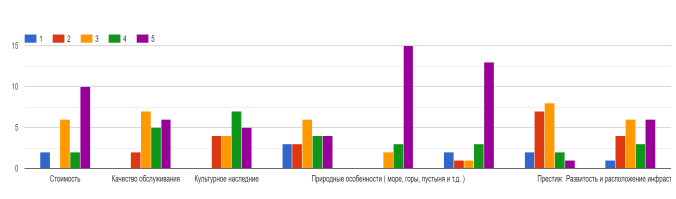 1 2 3 4 5
15
10
5
0
Стоимость Качество обслуживания Культурное наследние Природные особенности ( море, горы, пустыня и т.д. ) Престиж Развитость и расположение инфраст